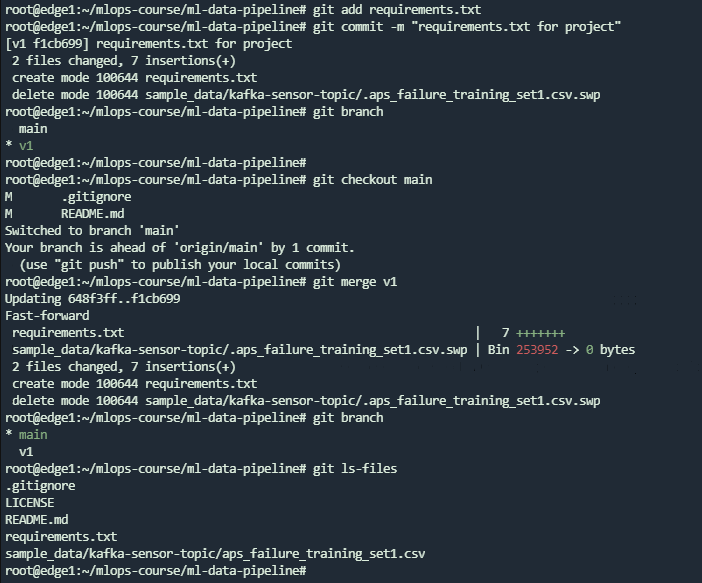 root@edge1:~/mlops-course/ml-data-pipeline# git add requirements.txt
root@edge1:~/mlops-course/ml-data-pipeline# git commit -m "requirements.txt for project"
[v1 f1cb699] requirements.txt for project
 2 files changed, 7 insertions(+)
 create mode 100644 requirements.txt
 delete mode 100644 sample_data/kafka-sensor-topic/.aps_failure_training_set1.csv.swp
root@edge1:~/mlops-course/ml-data-pipeline# git branch
  main
* v1
root@edge1:~/mlops-course/ml-data-pipeline#
root@edge1:~/mlops-course/ml-data-pipeline# git checkout main
M       .gitignore
M       README.md
Switched to branch 'main'
Your branch is ahead of 'origin/main' by 1 commit.
  (use "git push" to publish your local commits)
root@edge1:~/mlops-course/ml-data-pipeline# git merge v1
Updating 648f3ff..f1cb699
Fast-forward
 requirements.txt                                                  |   7 +++++++
 sample_data/kafka-sensor-topic/.aps_failure_training_set1.csv.swp | Bin 253952 -> 0 bytes
 2 files changed, 7 insertions(+)
 create mode 100644 requirements.txt
 delete mode 100644 sample_data/kafka-sensor-topic/.aps_failure_training_set1.csv.swp
root@edge1:~/mlops-course/ml-data-pipeline# git branch
* main
  v1
root@edge1:~/mlops-course/ml-data-pipeline# git ls-files
.gitignore
LICENSE
README.md
requirements.txt
sample_data/kafka-sensor-topic/aps_failure_training_set1.csv
root@edge1:~/mlops-course/ml-data-pipeline#